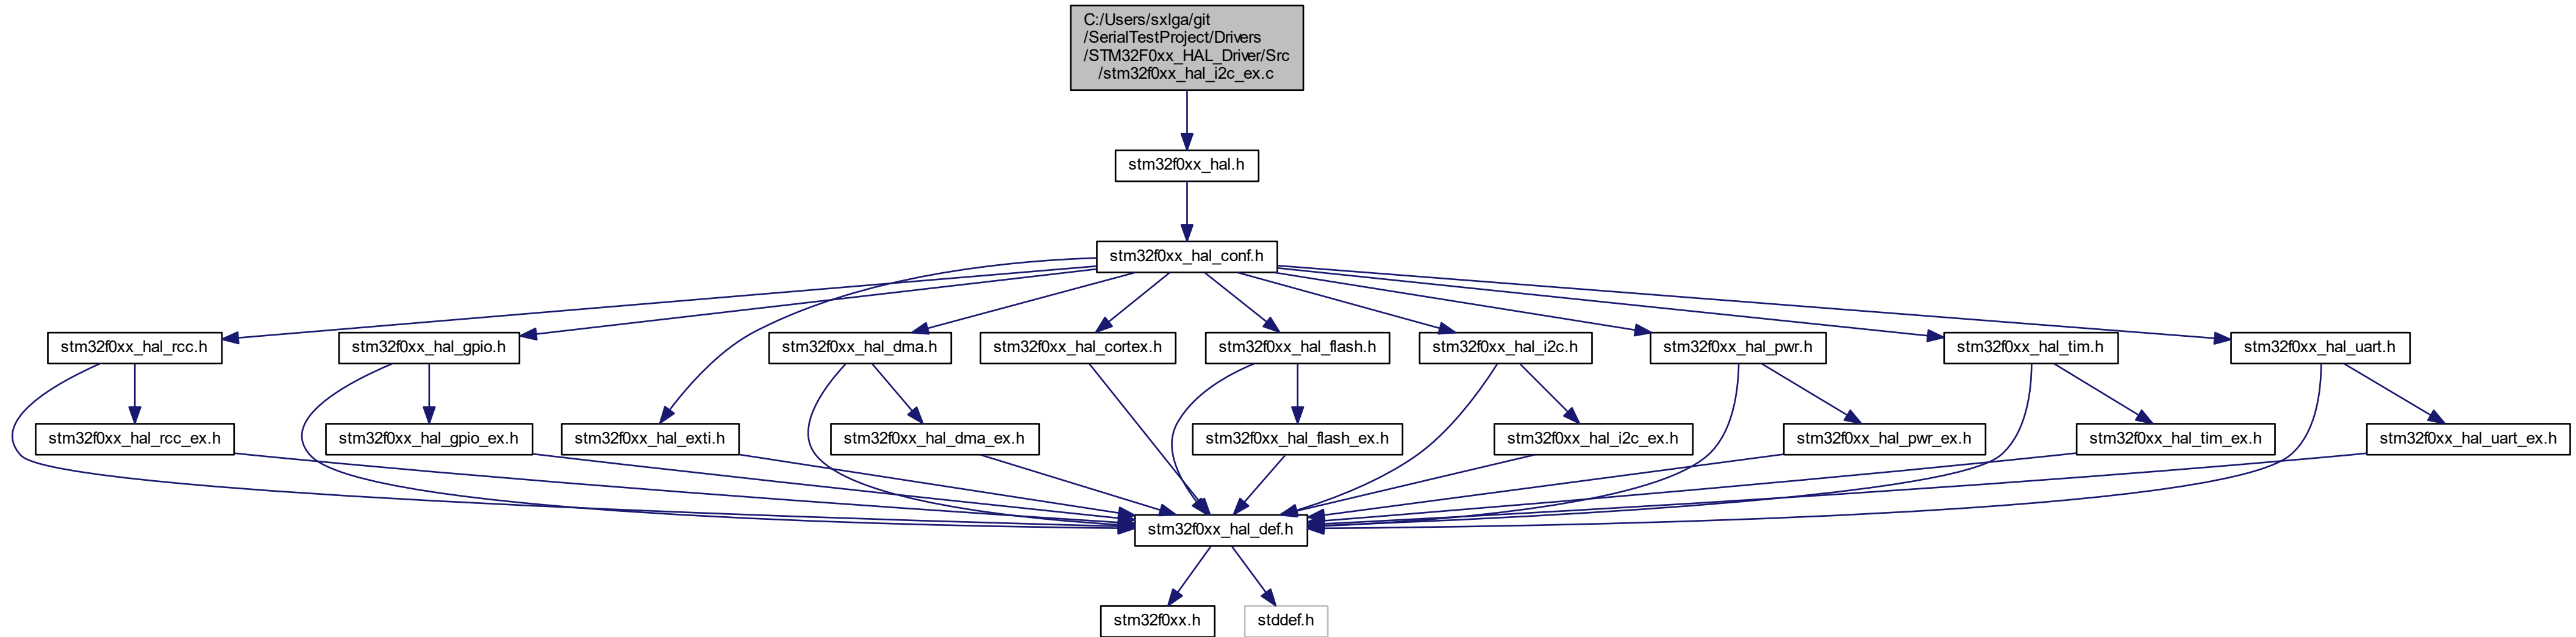 C:/Users/sxlga/git
/SerialTestProject/Drivers
/STM32F0xx_HAL_Driver/Src
/stm32f0xx_hal_i2c_ex.c
stm32f0xx_hal.h
stm32f0xx_hal_conf.h
stm32f0xx_hal_rcc.h
stm32f0xx_hal_gpio.h
stm32f0xx_hal_dma.h
stm32f0xx_hal_cortex.h
stm32f0xx_hal_flash.h
stm32f0xx_hal_i2c.h
stm32f0xx_hal_pwr.h
stm32f0xx_hal_tim.h
stm32f0xx_hal_uart.h
stm32f0xx_hal_rcc_ex.h
stm32f0xx_hal_gpio_ex.h
stm32f0xx_hal_exti.h
stm32f0xx_hal_dma_ex.h
stm32f0xx_hal_flash_ex.h
stm32f0xx_hal_i2c_ex.h
stm32f0xx_hal_pwr_ex.h
stm32f0xx_hal_tim_ex.h
stm32f0xx_hal_uart_ex.h
stm32f0xx_hal_def.h
stm32f0xx.h
stddef.h